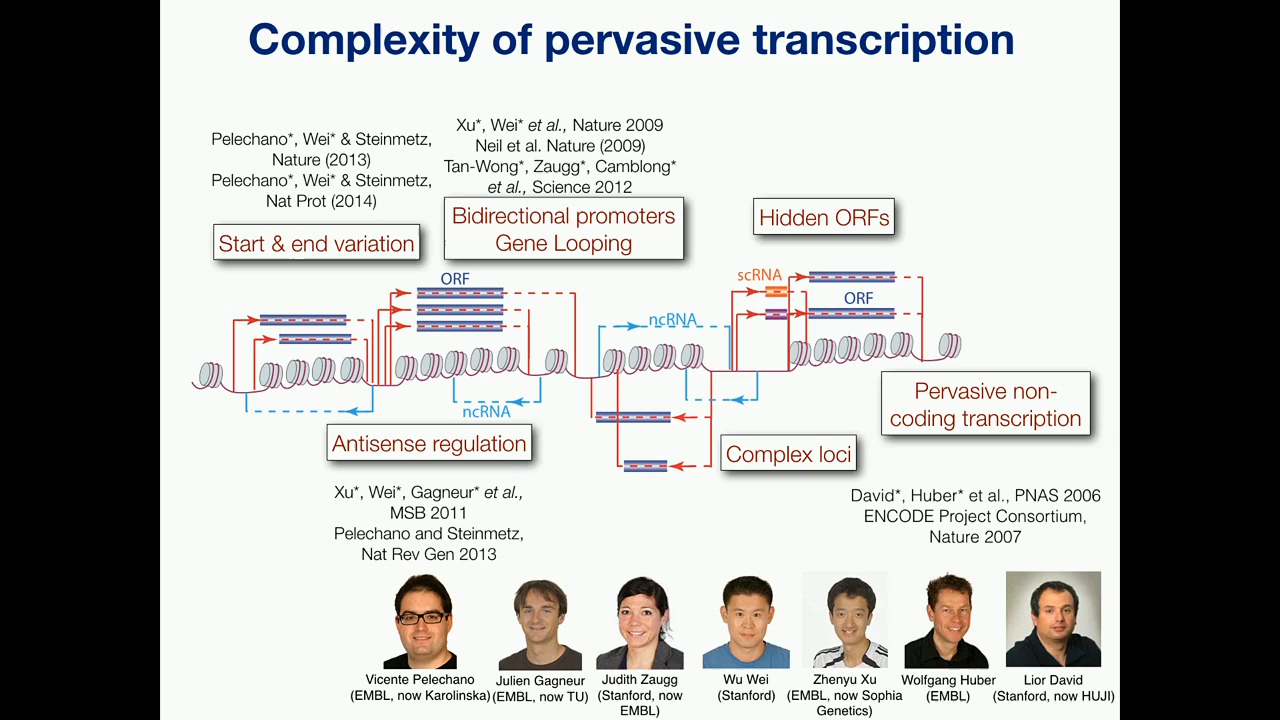 Complexity of pervasive transcription
Pelechano*, Wei* & Steinmetz,
Nature (2013)
Pelechano*, Wei* & Steinmetz,
Nat Prot (2014)
Xu*, Wei* et al., Nature 2009
Neil et al. Nature (2009)
Tan-Wong*, Zaugg*, Camblong*
et al., Science 2012
Start & end variation
Bidirectional promoters
Gene Looping
Hidden ORFs
ORF
ncRNA
scRNA
ORF
ncRNA
Antisense regulation
Complex loci
Pervasive non-
coding transcription
Xu*, Wei*, Gagneur* et al.,
MSB 2011
Pelechano and Steinmetz,
Nat Rev Gen 2013
David*, Huber* et al., PNAS 2006
ENCODE Project Consortium,
Nature 2007
Vicente Pelechano
(EMBL, now Karolinska)
Julien Gagneur
(EMBL, now TU)
Judith Zaugg
(Stanford, now
EMBL)
Wu Wei
(Stanford)
Zhenyu Xu
(EMBL, now Sophia
Genetics)
Wolfgang Huber
(EMBL)
Lior David
(Stanford, now HUJI)